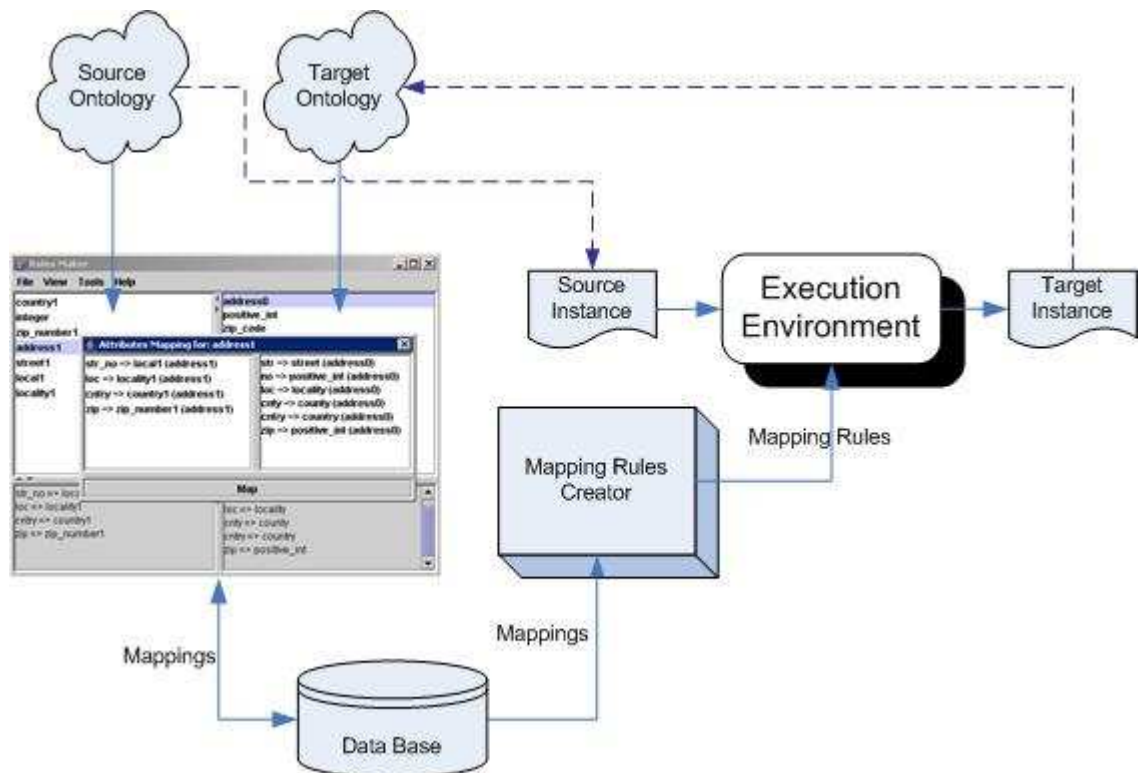 Source
Ontology
Target
Ontology
Rules Maker
File View Tools Help
country1
integer
zip_number1
address1
street1
local1
locality1
address0
positive_int
zip_code
Attributes Mapping for: address1
str_no => local1 (address1)
loc => locality1 (address1)
cntry => country1 (address1)
zip => zip_number1 (address1)
str => street (address0)
no => positive_int (address0)
loc => locality (address0)
cnty => county (address0)
cntry => country (address0)
zip => positive_int (address0)
Map
str_no => loc
loc => locality1
cntry => country1
zip => zip_number1
loc => locality
cnty => county
cntry => country
zip => positive_int
Source
Instance
Execution
Environment
Target
Instance
Mapping Rules
Mapping Rules
Creator
Mappings
Mappings
Data Base